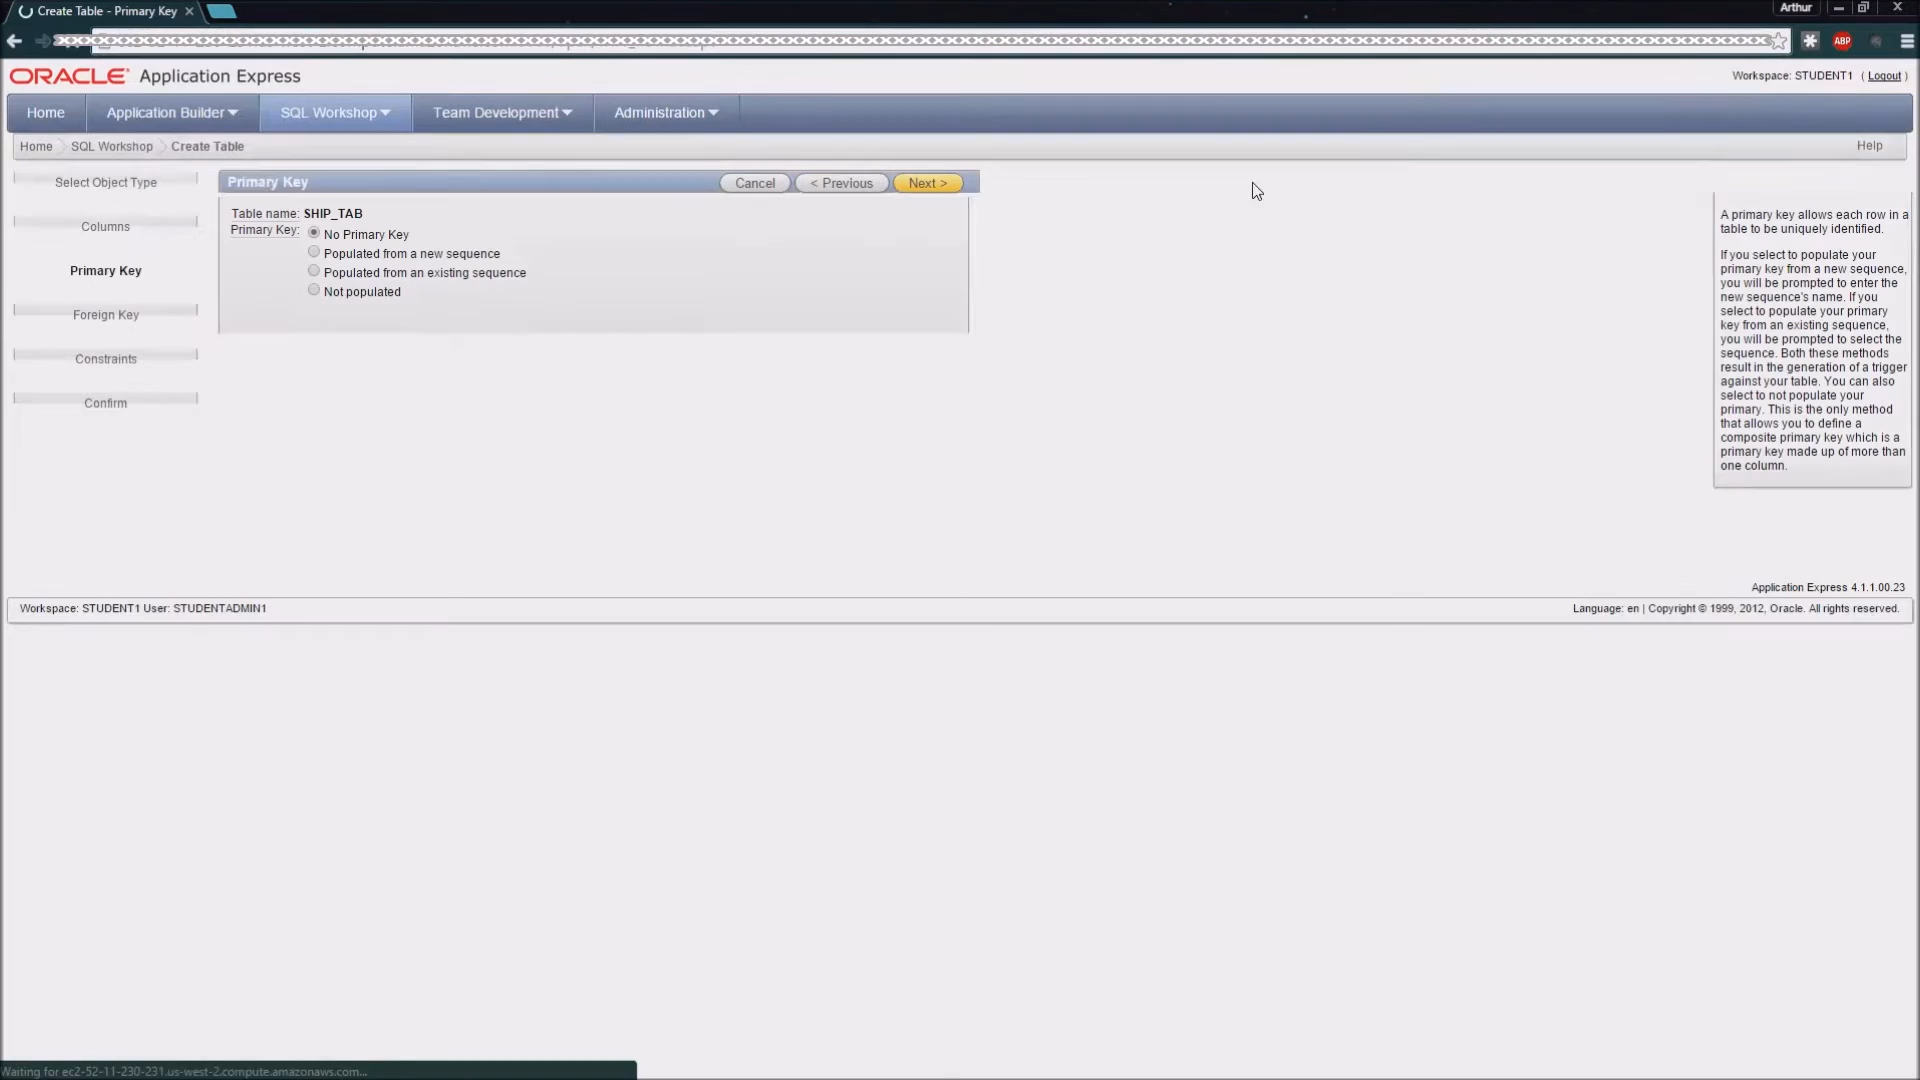 Create Table - Primary Key
Arthur
ABP
ORACLE Application Express
Workspace: STUDENT1 ( Logout )
Home
Application Builder
SQL Workshop
Team Development
Administration
Home
SQL Workshop
Create Table
Help
Select Object Type
Columns
Primary Key
Foreign Key
Constraints
Confirm
Primary Key
Cancel
< Previous
Next >
Table name: SHIP_TAB
Primary Key:
No Primary Key
Populated from a new sequence
Populated from an existing sequence
Not populated
A primary key allows each row in a
table to be uniquely identified.
If you select to populate your
primary key from a new sequence,
you will be prompted to enter the
new sequence's name. If you
select to populate your primary
key from an existing sequence,
you will be prompted to select the
sequence. Both these methods
result in the generation of a trigger
against your table. You can also
select to not populate your
primary. This is the only method
that allows you to define a
composite primary key which is a
primary key made up of more than
one column.
Application Express 4.1.1.00.23
Workspace: STUDENT1 User: STUDENTADMIN1
Language: en | Copyright © 1999, 2012, Oracle. All rights reserved.
Waiting for ec2-52-11-230-231.us-west-2.compute.amazonaws.com...